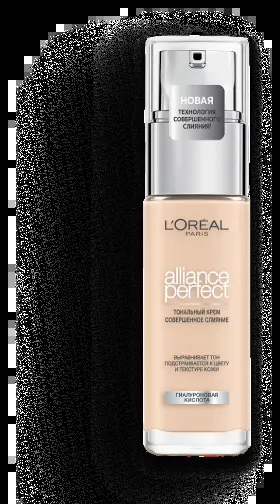 НОВАЯ
ТЕХНОЛОГИЯ
СОВЕРШЕННОГО
СЛИЯНИЯ!
L'ORÉAL
PARIS
alliance
perfect
ТОНАЛЬНЫЙ КРЕМ
СОВЕРШЕННОЕ СЛИЯНИЕ
ВЫРАВНИВАЕТ ТОН
ПОДСТРАИВАЕТСЯ К ЦВЕТУ
И ТЕКСТУРЕ КОЖИ
ГИАЛУРОНОВАЯ
КИСЛОТА